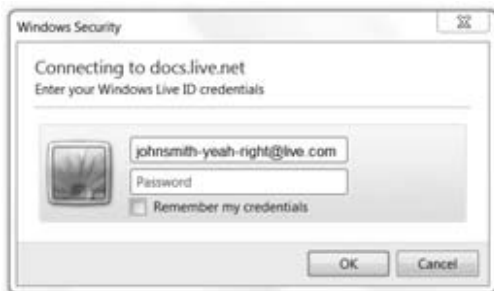 Windows Security
Connecting to docs.live.net
Enter your Windows Live ID credentials
johnsmith-yeah-right@live.com
Password
Remember my credentials
OK Cancel